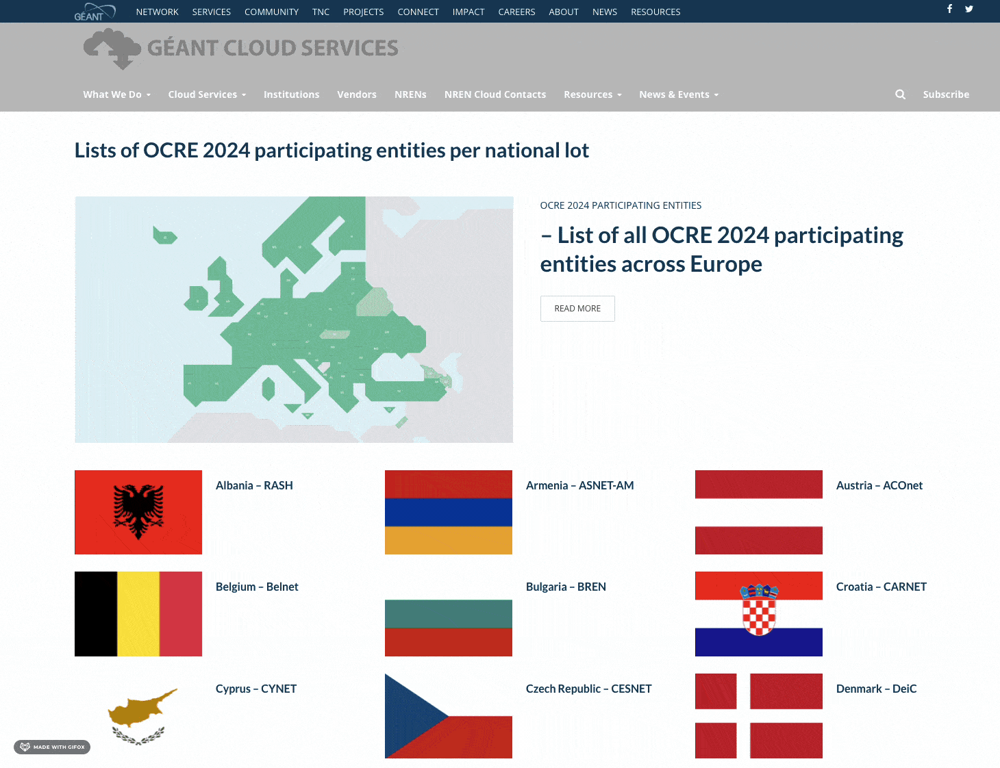 GÉANT
NETWORK SERVICES COMMUNITY TNC PROJECTS CONNECT IMPACT CAREERS ABOUT NEWS RESOURCES
GÉANT CLOUD SERVICES
What We Do Cloud Services Institutions Vendors NRENs NREN Cloud Contacts Resources News & Events Subscribe
Lists of OCRE 2024 participating entities per national lot
OCRE 2024 PARTICIPATING ENTITIES
– List of all OCRE 2024 participating
entities across Europe
READ MORE
Albania – RASH
Armenia – ASNET-AM
Austria – ACOnet
Belgium – Belnet
Bulgaria – BREN
Croatia – CARNET
Cyprus – CYNET
Czech Republic – CESNET
Denmark – DeiC
MADE WITH GIFOX